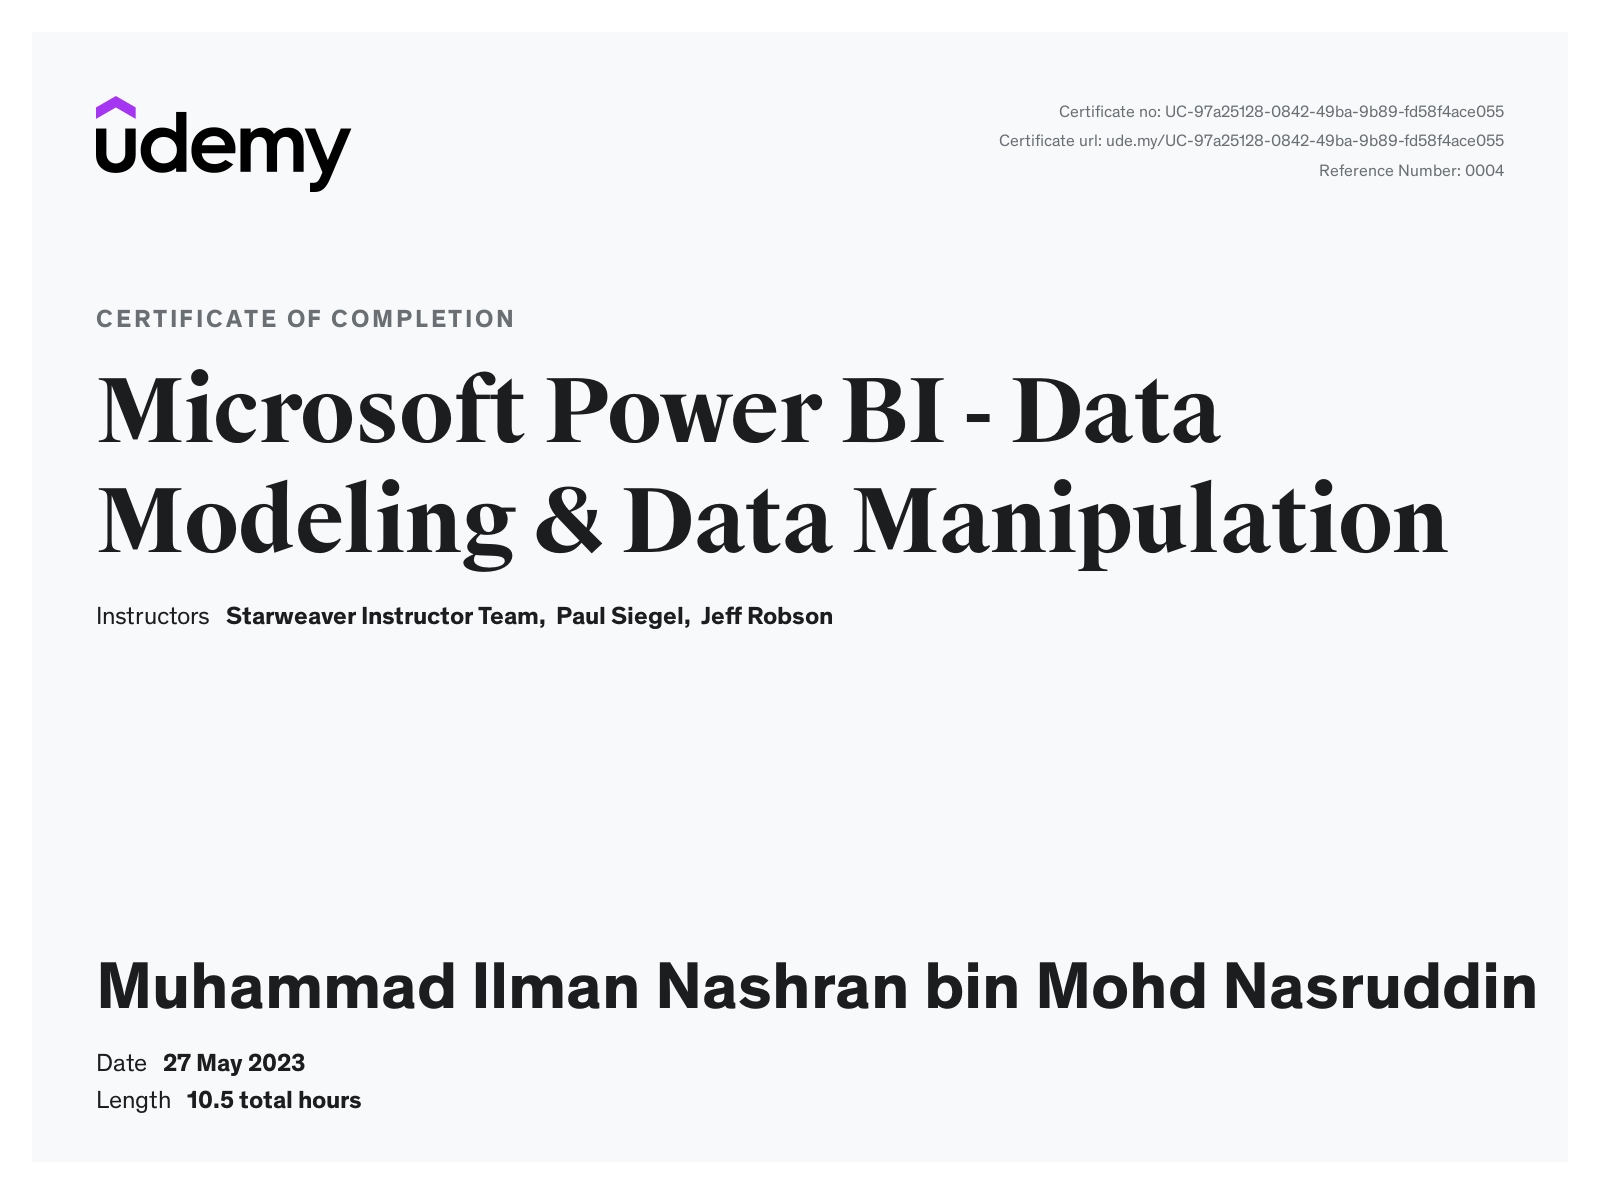 udemy
Certificate no: UC-97a25128-0842-49ba-9b89-fd58f4ace055
Certificate url: ude.my/UC-97a25128-0842-49ba-9b89-fd58f4ace055
Reference Number: 0004
CERTIFICATE OF COMPLETION
Microsoft Power BI - Data
Modeling & Data Manipulation
Instructors Starweaver Instructor Team, Paul Siegel, Jeff Robson
Muhammad Ilman Nashran bin Mohd Nasruddin
Date 27 May 2023
Length 10.5 total hours